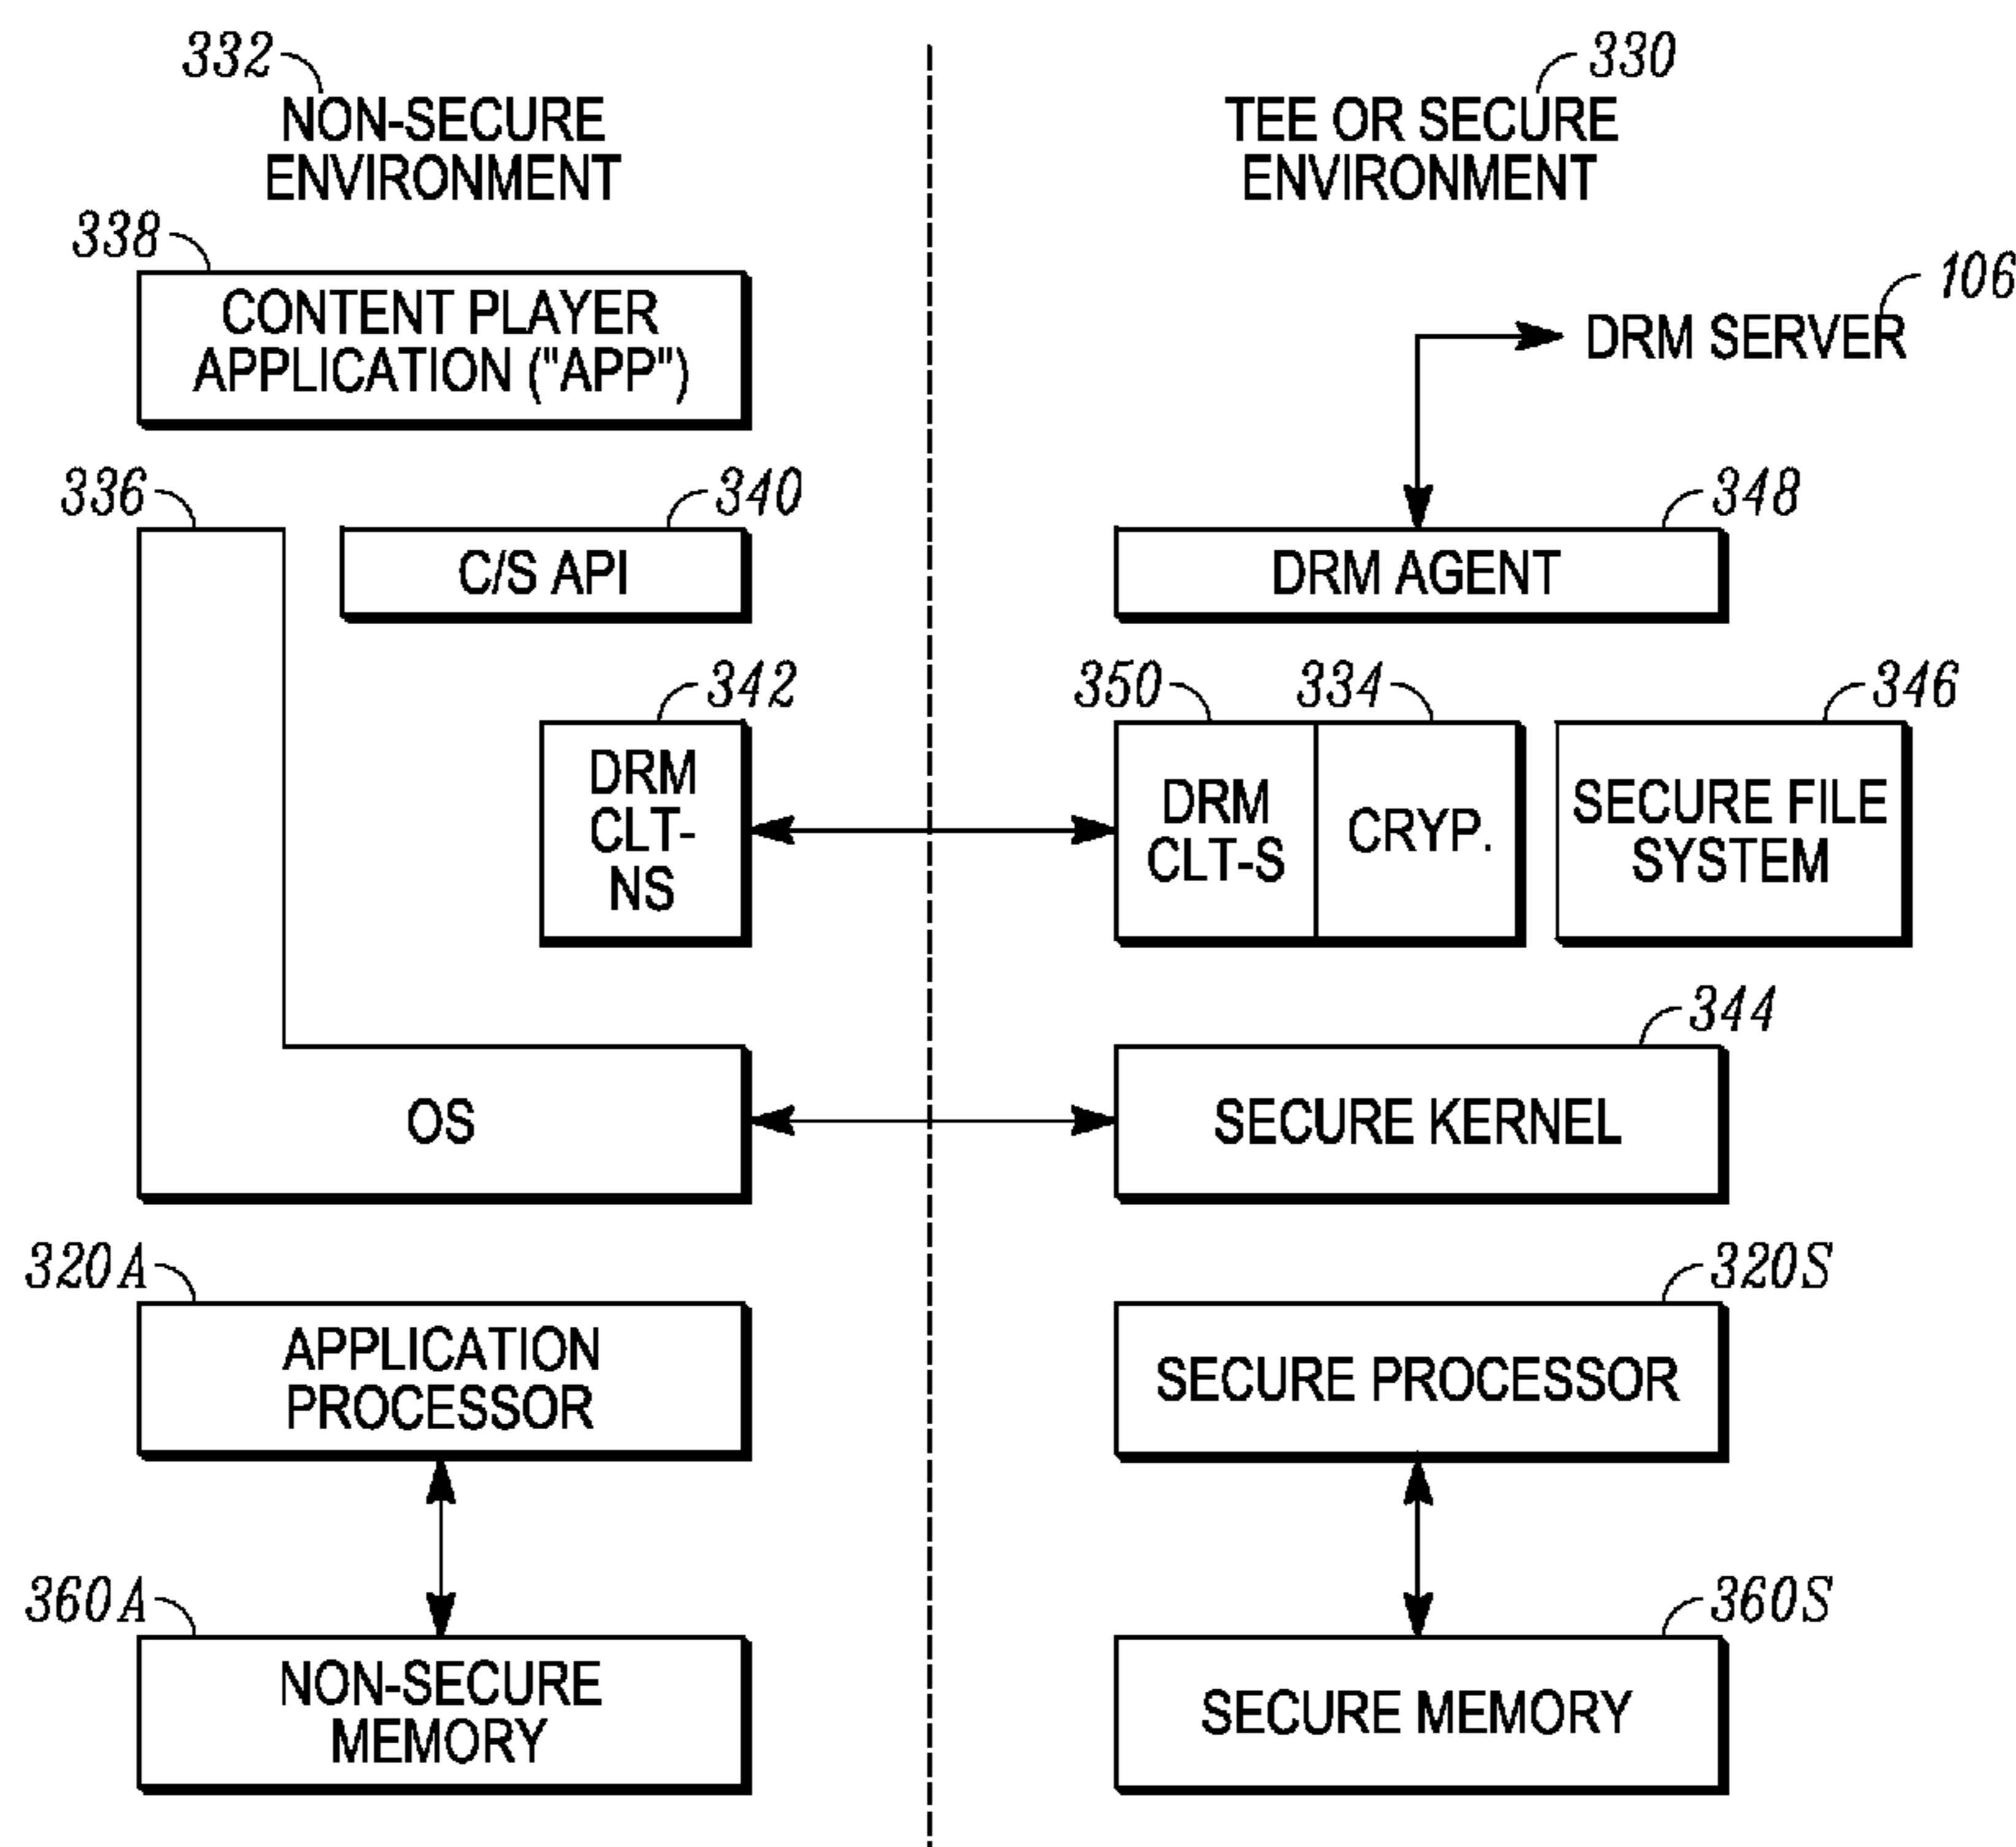 332
NON-SECURE
ENVIRONMENT
330
TEE OR SECURE
ENVIRONMENT
338
CONTENT PLAYER
APPLICATION ("APP")
106
DRM SERVER
336
340
C/S API
348
DRM AGENT
342
DRM
CLT-
NS
350
DRM
CLT-S
334
CRYP.
346
SECURE FILE
SYSTEM
OS
344
SECURE KERNEL
320A
APPLICATION
PROCESSOR
320S
SECURE PROCESSOR
360A
NON-SECURE
MEMORY
360S
SECURE MEMORY